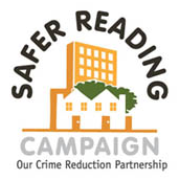 SAFER READING
CAMPAIGN
Our Crime Reduction Partnership